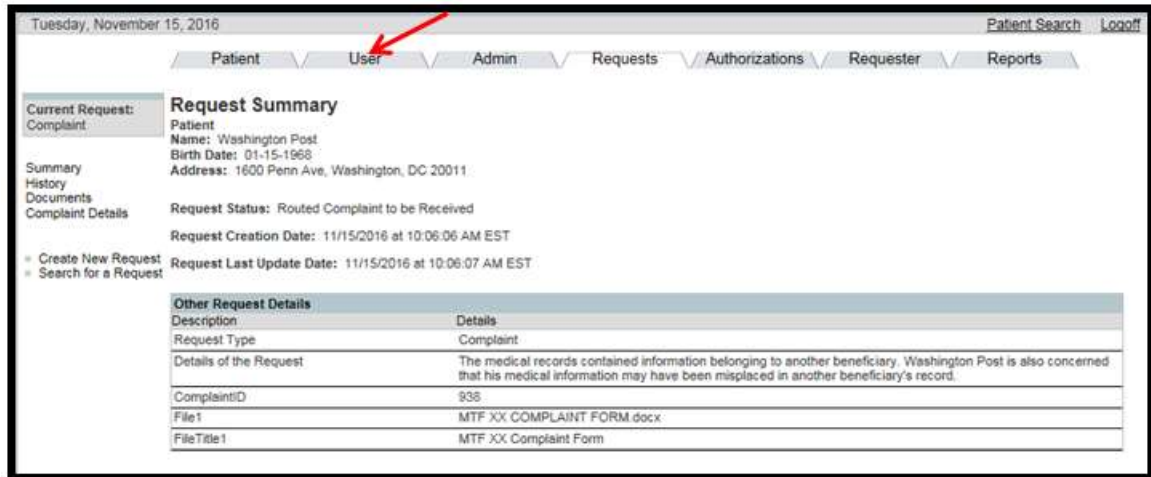 Tuesday, November 15, 2016 Patient Search Logoff
Patient User Admin Requests Authorizations Requester Reports
Current Request:
Complaint
Summary
History
Documents
Complaint Details
Create New Request
Search for a Request
Request Summary
Patient
Name: Washington Post
Birth Date: 01-15-1968
Address: 1600 Penn Ave, Washington, DC 20011
Request Status: Routed Complaint to be Received
Request Creation Date: 11/15/2016 at 10:06:06 AM EST
Request Last Update Date: 11/15/2016 at 10:06:07 AM EST
Other Request Details
Description Details
Request Type Complaint
Details of the Request The medical records contained information belonging to another beneficiary. Washington Post is also concerned
that his medical information may have been misplaced in another beneficiary's record.
ComplaintID 938
File1 MTF XX COMPLAINT FORM.docx
FileTitle1 MTF XX Complaint Form